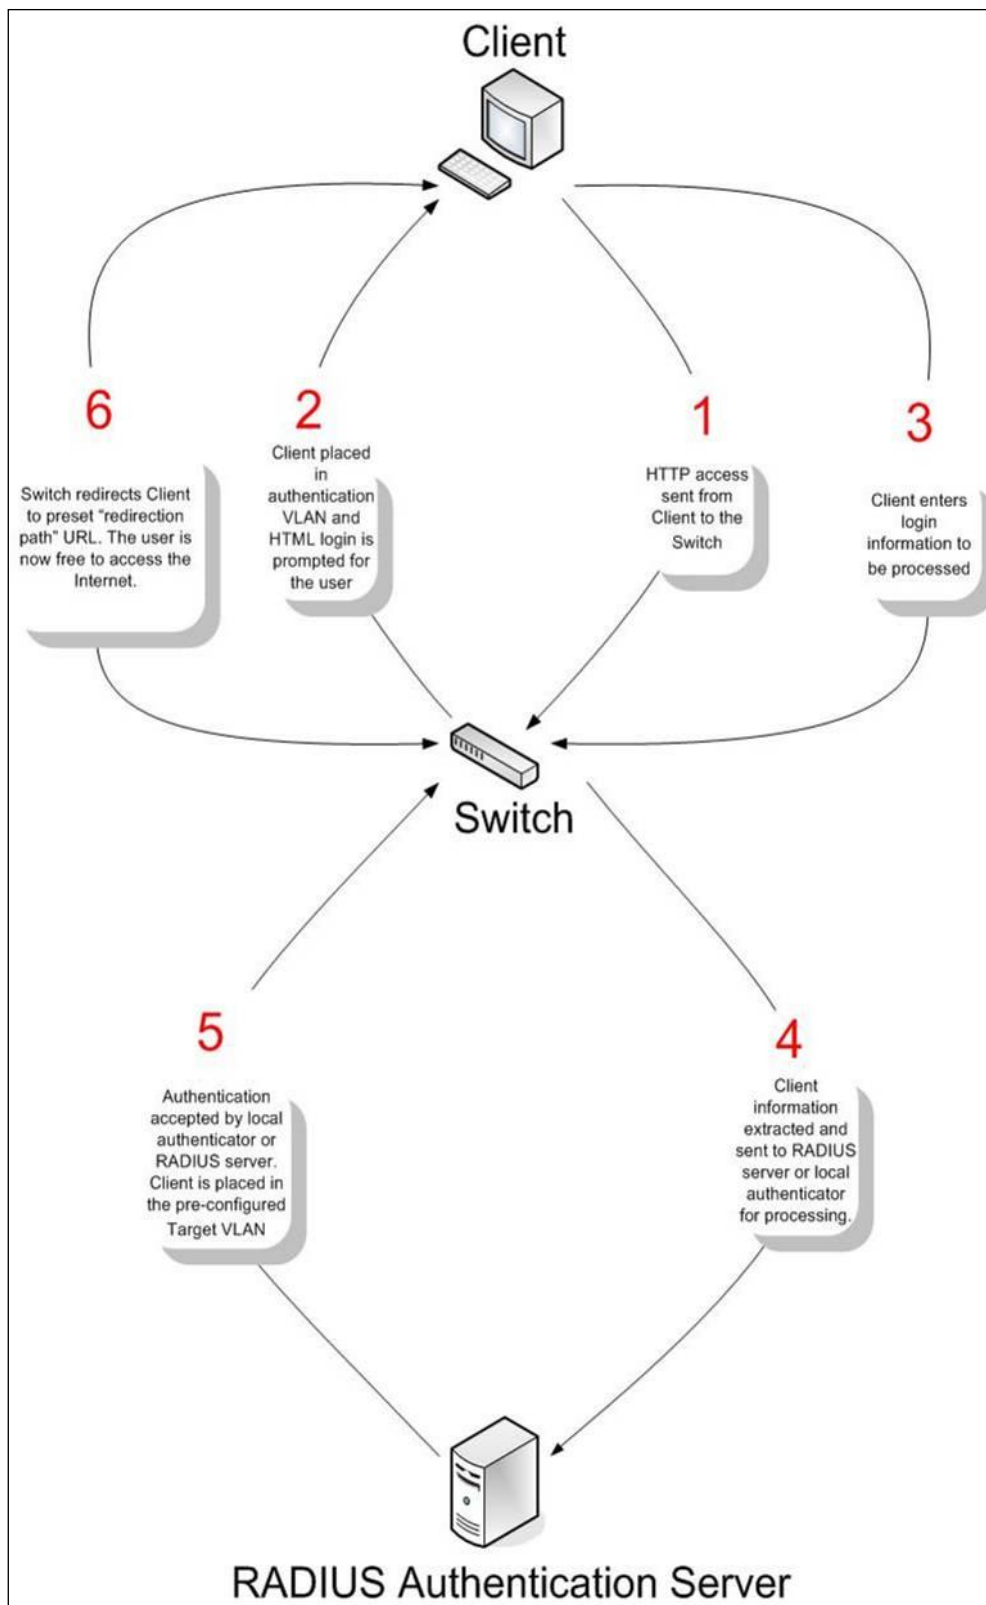 Client
6
Switch redirects Client
to preset “redirection
path” URL. The user is
now free to access the
Internet.
2
Client placed
in
authentication
VLAN and
HTML login is
prompted for
the user
1
HTTP access
sent from
Client to the
Switch
3
Client enters
login
information to
be processed
Switch
5
Authentication
accepted by local
authenticator or
RADIUS server.
Client is placed in
the pre-configured
Target VLAN
4
Client
information
extracted and
sent to RADIUS
server or local
authenticator
for processing.
RADIUS Authentication Server